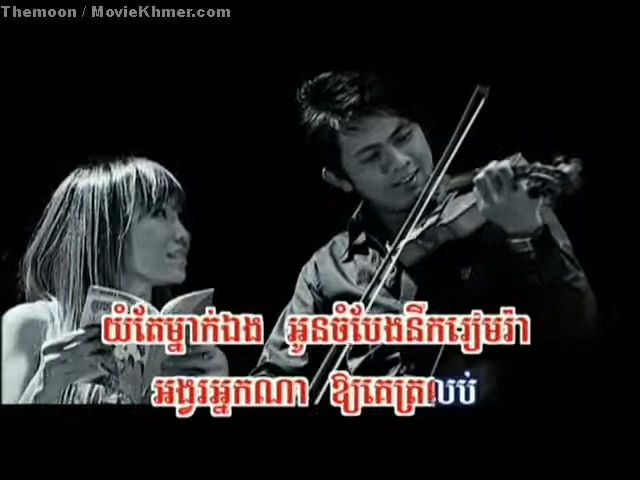 Themoon / MovieKhmer.com
យំតែម្នាក់ឯង អូនចំបែងនឹករៀមរ៉ា
អង្វរអ្នកណា ឱ្យគេត្រលប់